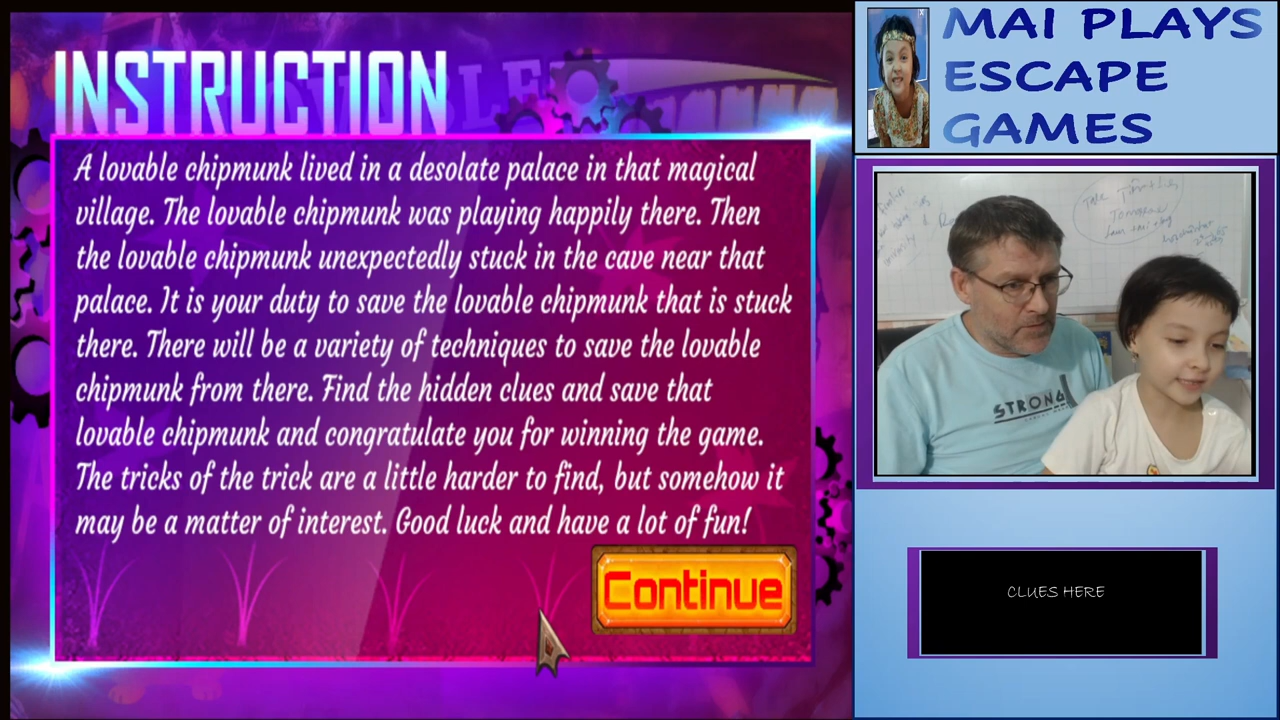 INSTRUCTION
A lovable chipmunk lived in a desolate palace in that magical
village. The lovable chipmunk was playing happily there. Then
the lovable chipmunk unexpectedly stuck in the cave near that
palace. It is your duty to save the lovable chipmunk that is stuck
there. There will be a variety of techniques to save the lovable
chipmunk from there. Find the hidden clues and save that
lovable chipmunk and congratulate you for winning the game.
The tricks of the trick are a little harder to find, but somehow it
may be a matter of interest. Good luck and have a lot of fun!
Continue
MAI PLAYS
ESCAPE
GAMES
Tomorrow
STRONG
CLUES HERE